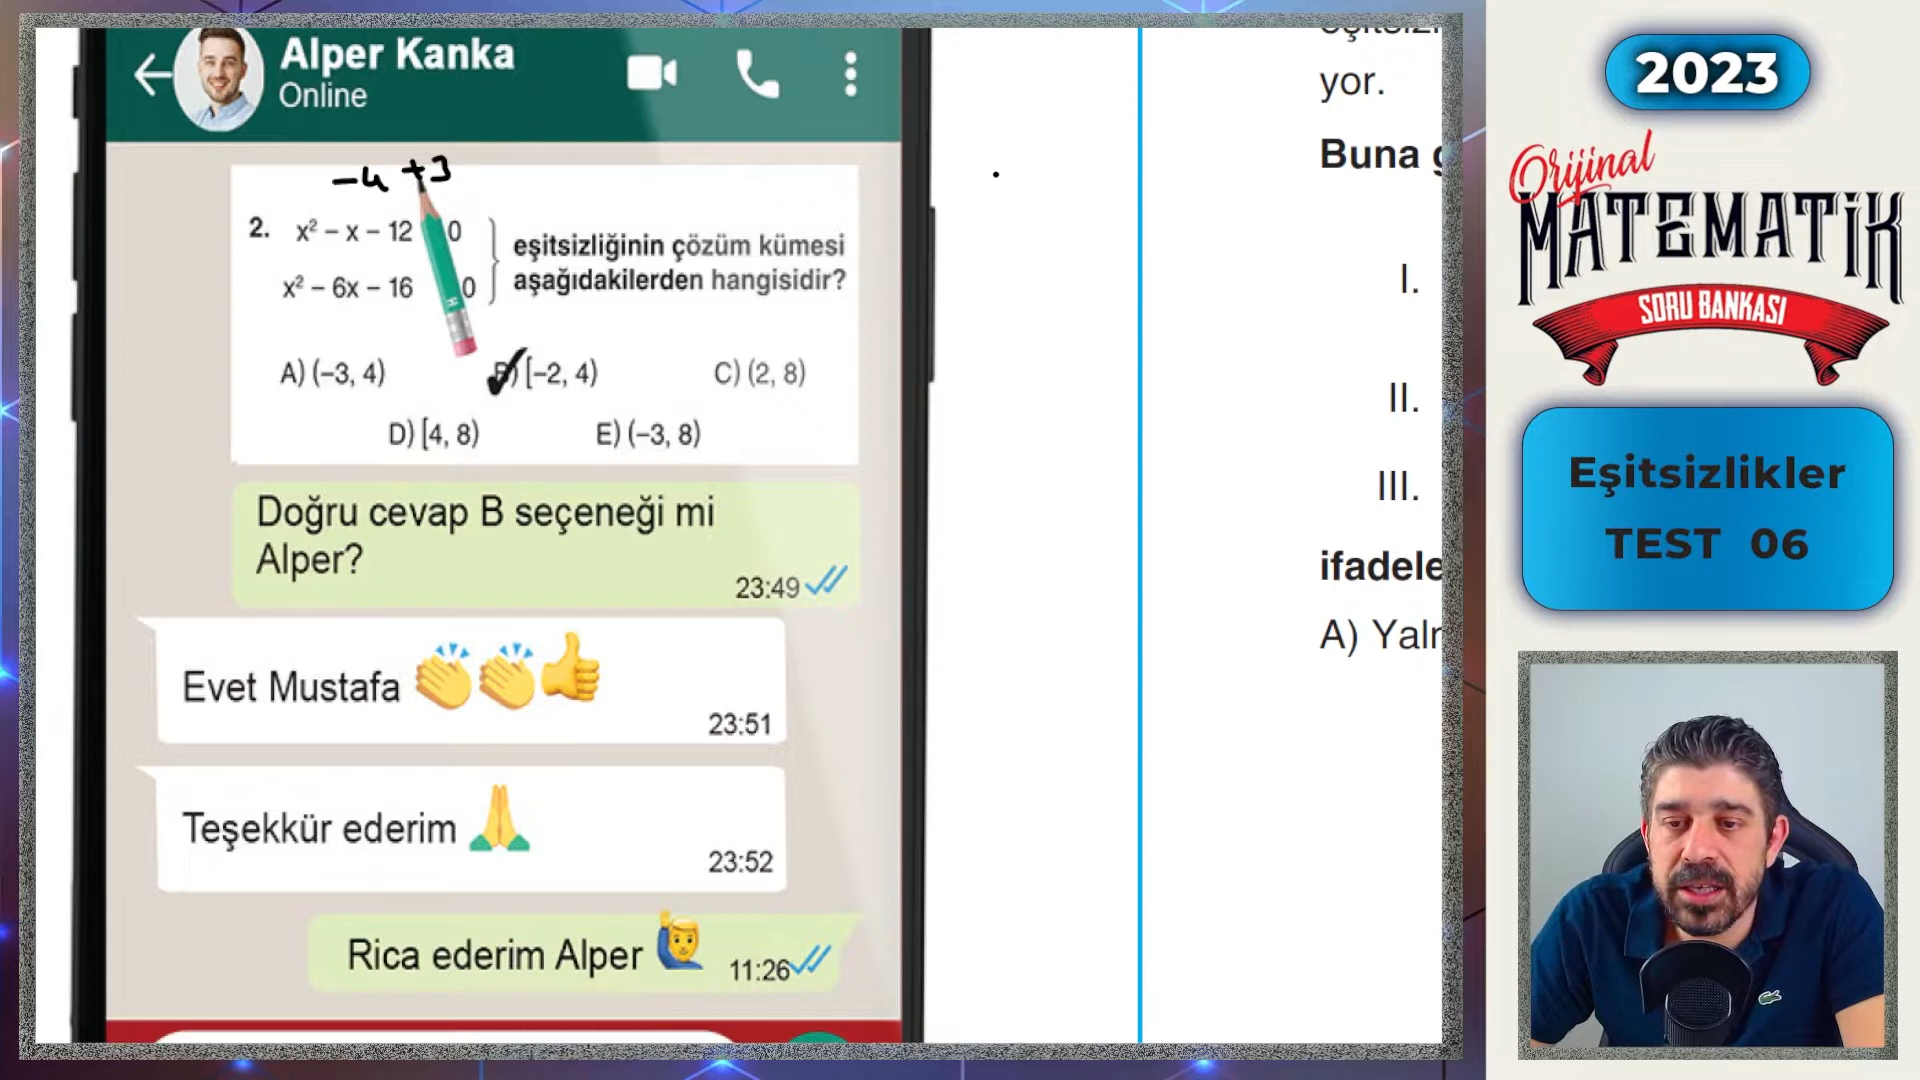 Alper Kanka
Online
-4 +3
2. x² – x – 12 0
x² – 6x – 16 0
eşitsizliğinin çözüm kümesi
aşağıdakilerden hangisidir?
A) (–3, 4) B) [–2, 4) C) (2, 8)
D) [4, 8) E) (–3, 8)
Doğru cevap B seçeneği mi
Alper?
23:49
Evet Mustafa
23:51
Teşekkür ederim
23:52
Rica ederim Alper
11:26
yor.
Buna
I.
II.
III.
ifadele
A) Yalr
2023
Orijinal
MATEMATİK
SORU BANKASI
Eşitsizlikler
TEST 06